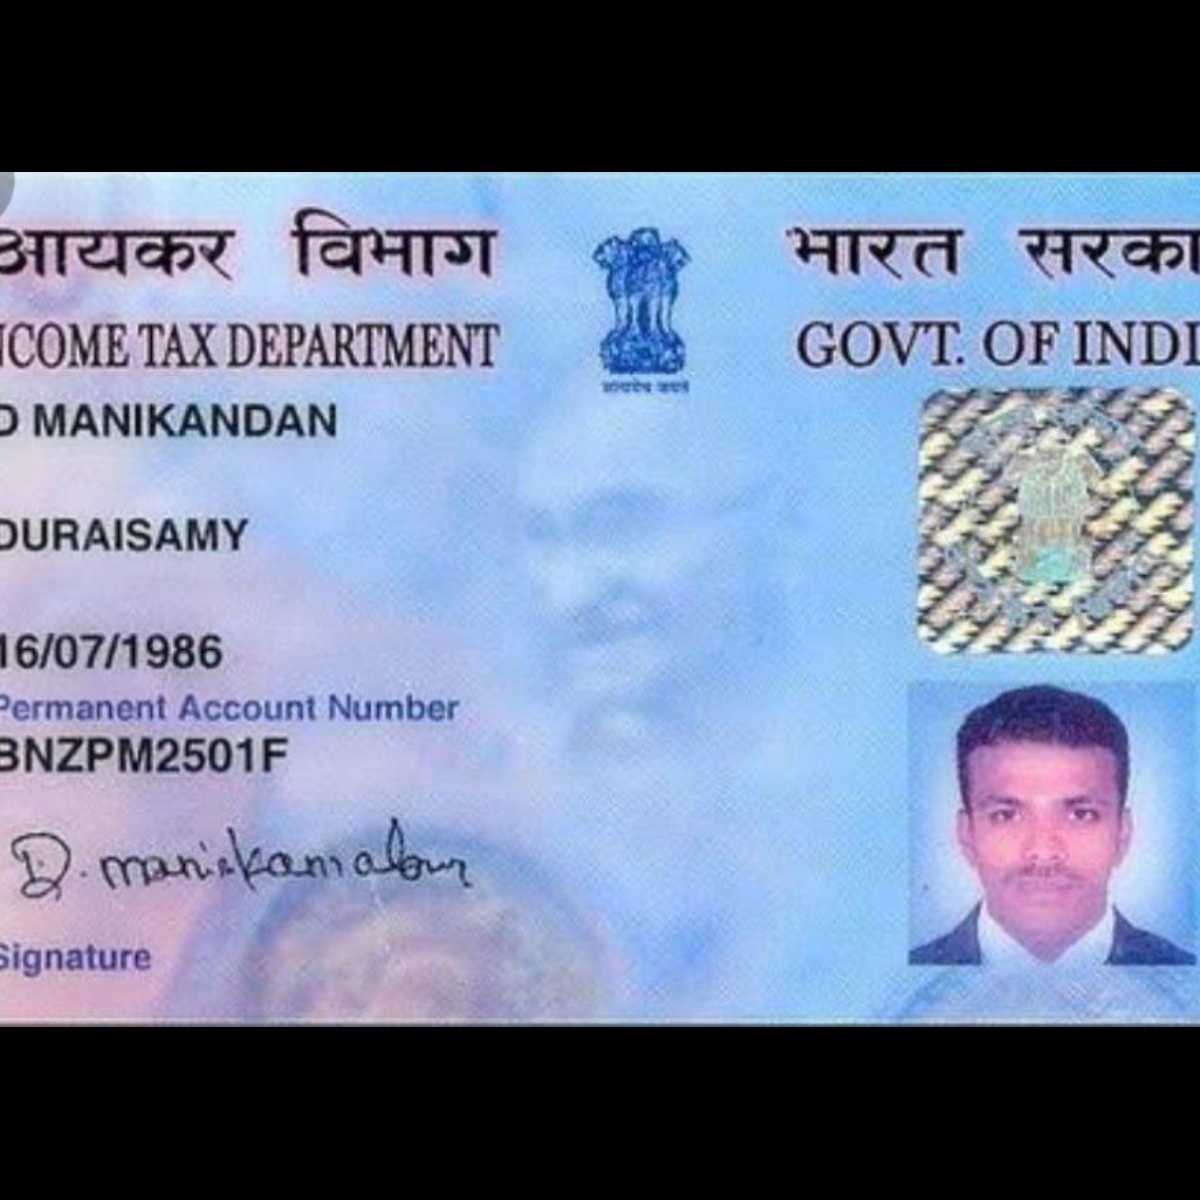 आयकर विभाग
INCOME TAX DEPARTMENT
भारत सरका
GOVT. OF INDI
सत्यमेव जयते
D MANIKANDAN
DURAISAMY
16/07/1986
Permanent Account Number
BNZPM2501F
D. manikandan
Signature